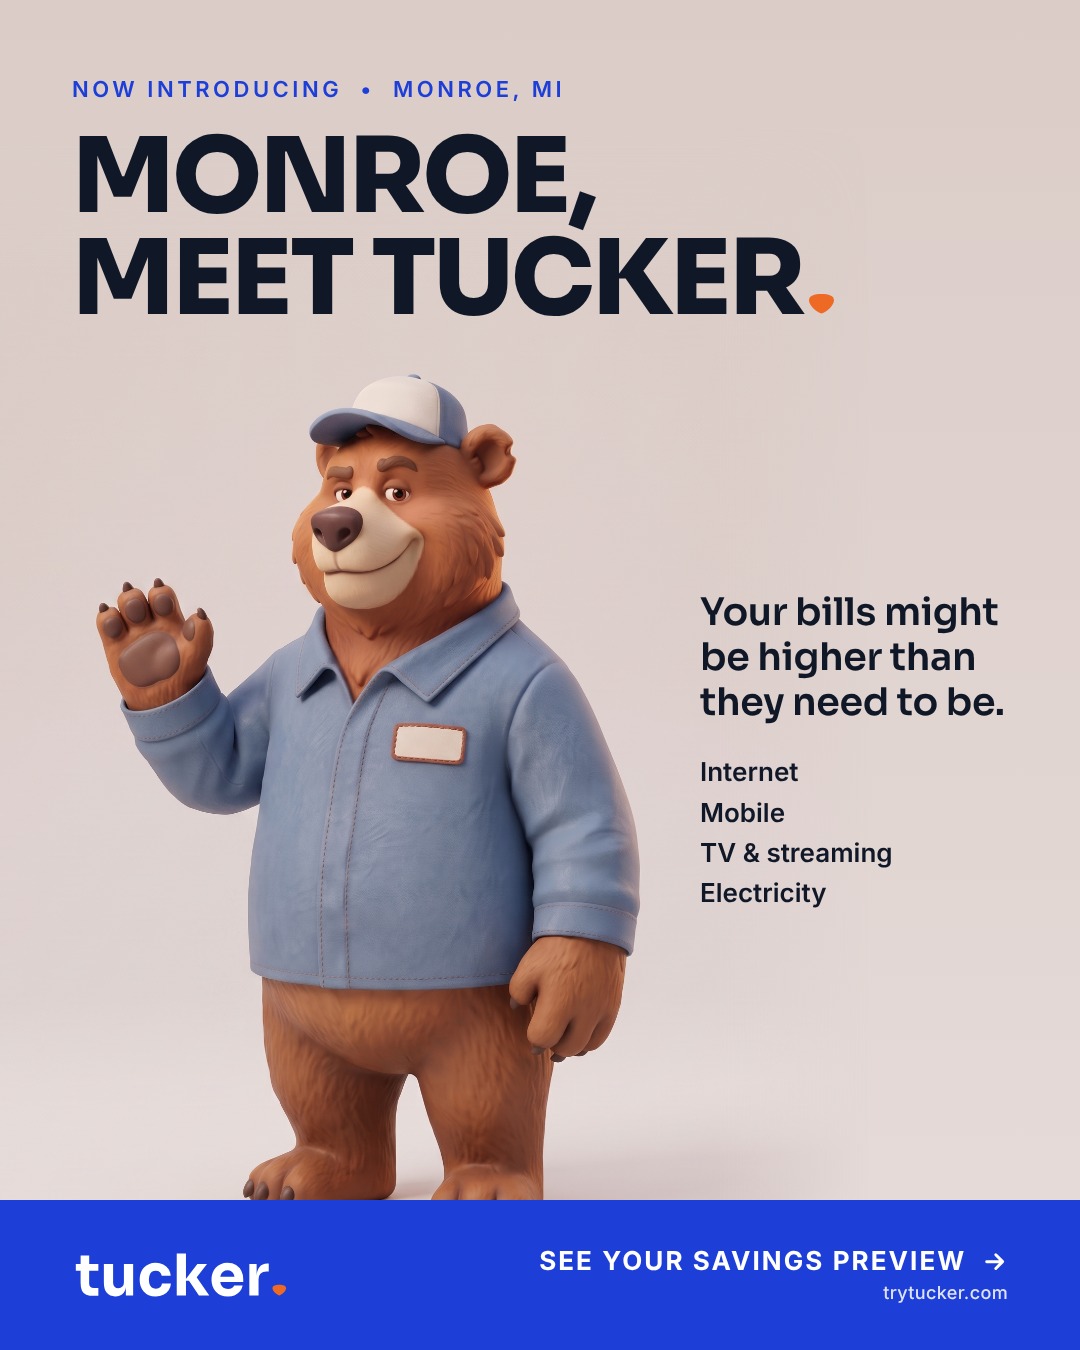 NOW INTRODUCING • MONROE, MI
MONROE,
MEET TUCKER.
Your bills might
be higher than
they need to be.
Internet
Mobile
TV & streaming
Electricity
tucker.
SEE YOUR SAVINGS PREVIEW →
trytucker.com